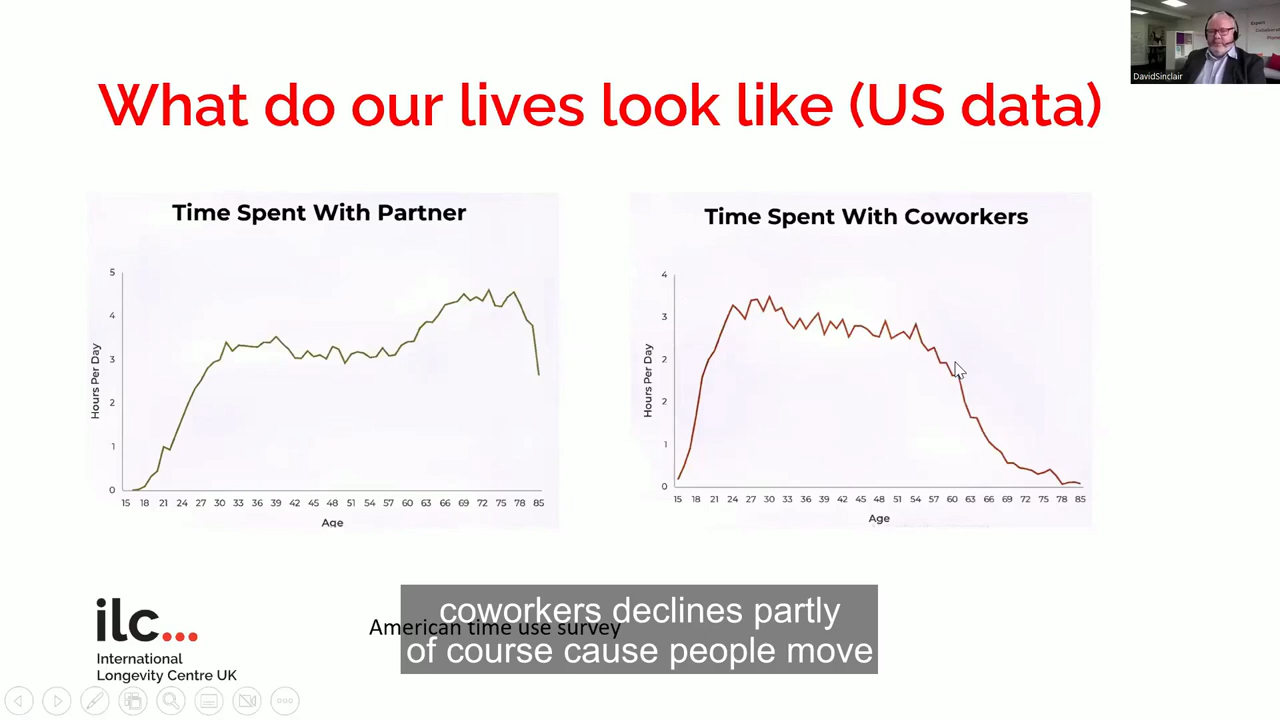 What do our lives look like (US data)
DavidSinclair
Time Spent With Partner
Hours Per Day
5
4
3
2
1
0
15 18 21 24 27 30 33 36 39 42 45 48 51 54 57 60 63 66 69 72 75 78 85
Age
Time Spent With Coworkers
Hours Per Day
4
3
2
2
1
0
15 18 21 24 27 30 33 36 39 42 45 48 51 54 57 60 63 66 69 72 75 78 85
Age
ilc...
International
Longevity Centre UK
American time use survey
coworkers declines partly
of course cause people move